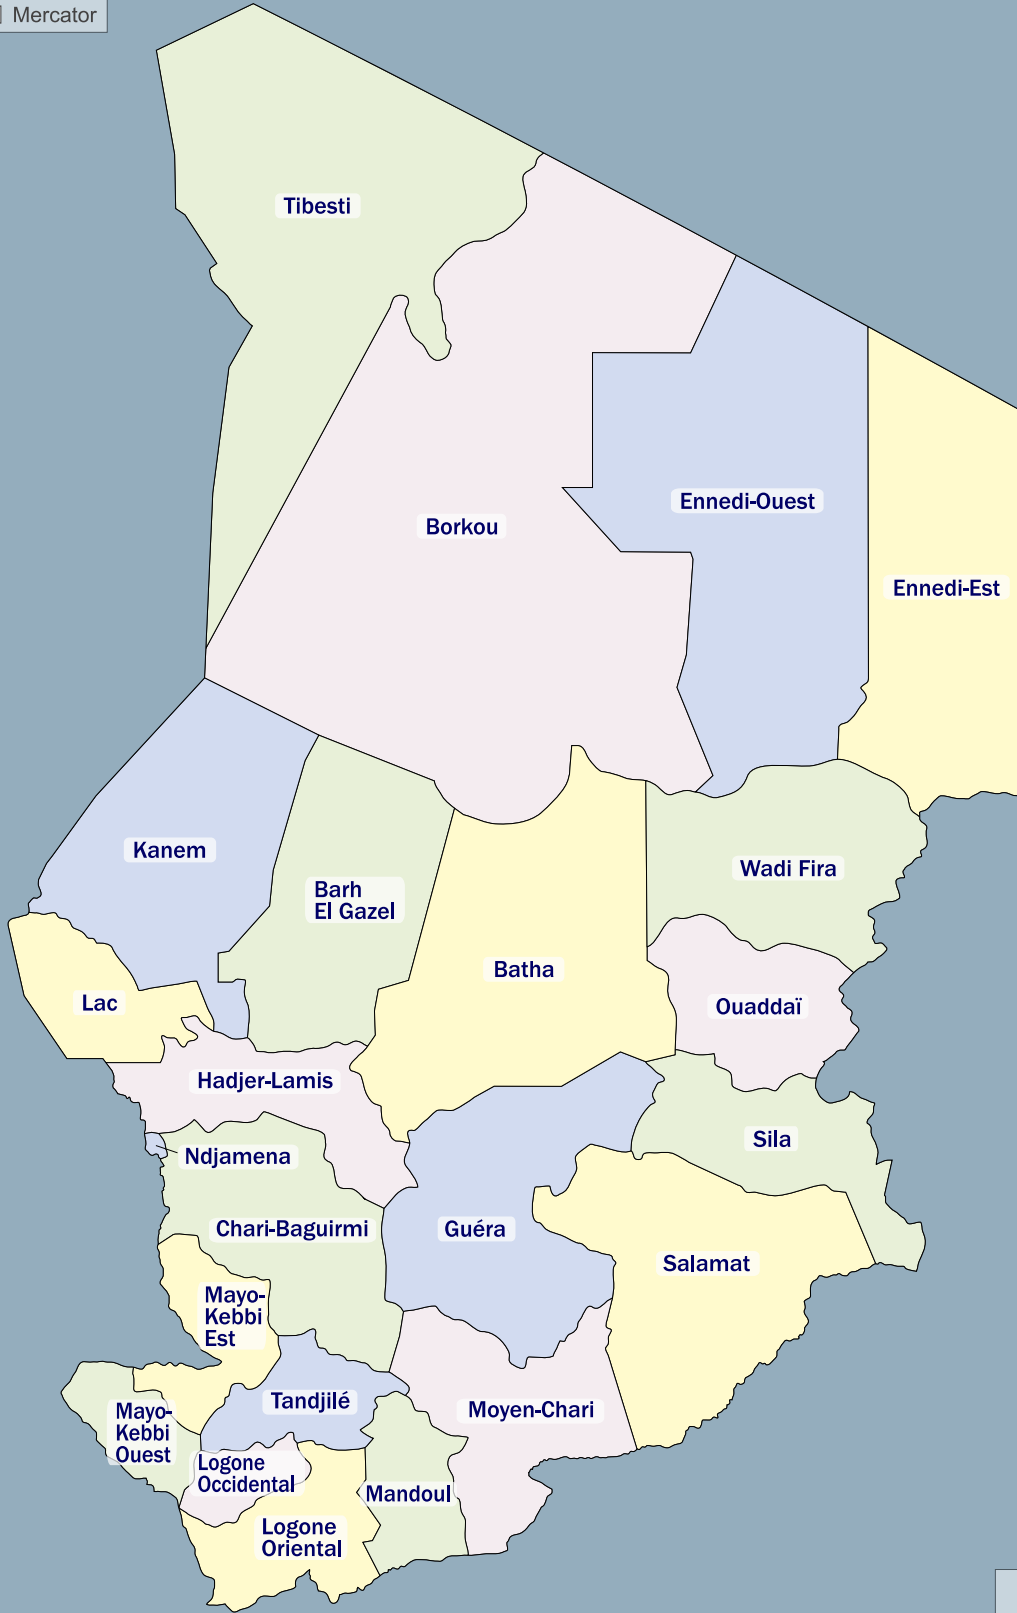 Mercator
Tibesti
Ennedi-Ouest
Borkou
Ennedi-Est
Kanem
Wadi Fira
Barh
El Gazel
Batha
Lac
Ouaddaï
Hadjer-Lamis
Sila
Ndjamena
Chari-Baguirmi
Guéra
Salamat
Mayo-
Kebbi
Est
Tandjilé
Moyen-Chari
Mayo-
Kebbi
Ouest
Logone
Occidental
Mandoul
Logone
Oriental